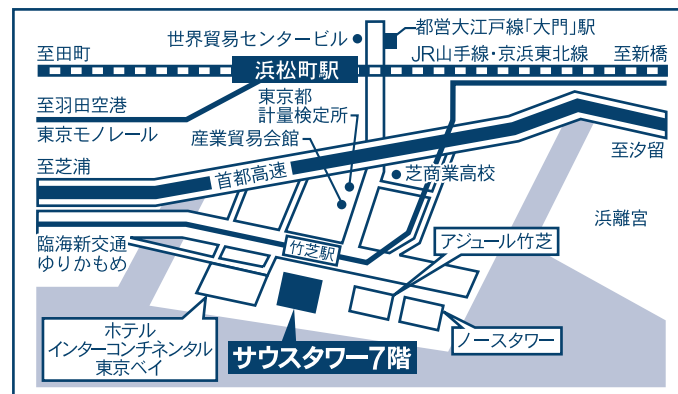 都営大江戸線「大門」駅
世界貿易センタービル
至田町
浜松町駅
JR山手線・京浜東北線
至新橋
至羽田空港
東京モノレール
東京都
計量検定所
産業貿易会館
至芝浦
首都高速
芝商業高校
至汐留
浜離宮
臨海新交通
ゆりかもめ
竹芝駅
アジュール竹芝
ホテル
インターコンチネンタル
東京ベイ
サウスタワー7階
ノースタワー